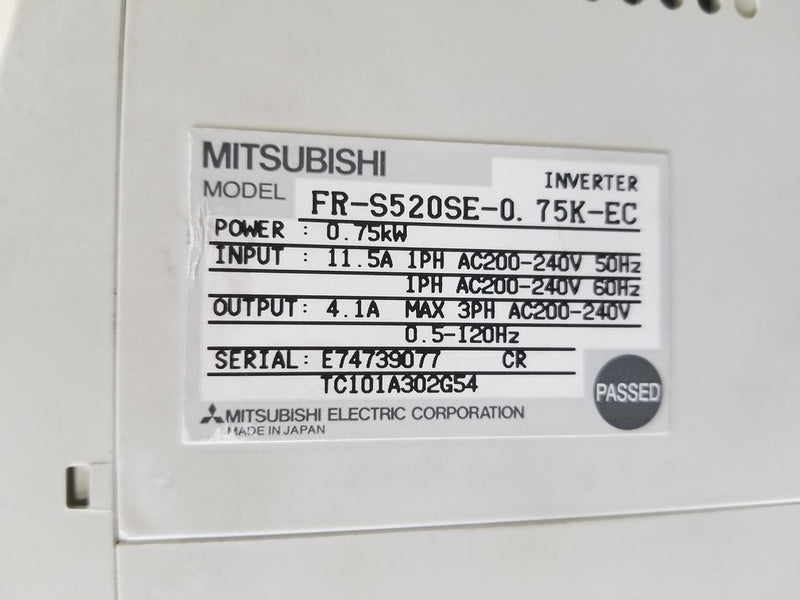 MITSUBISHI
INVERTER
MODEL FR-S520SE-0.75K-EC
POWER : 0.75kW
INPUT : 11.5A 1PH AC200-240V 50Hz
1PH AC200-240V 60Hz
OUTPUT: 4.1A MAX 3PH AC200-240V
0.5-120Hz
SERIAL: E74739077 CR
TC101A302G54
PASSED
MITSUBISHI ELECTRIC CORPORATION
MADE IN JAPAN